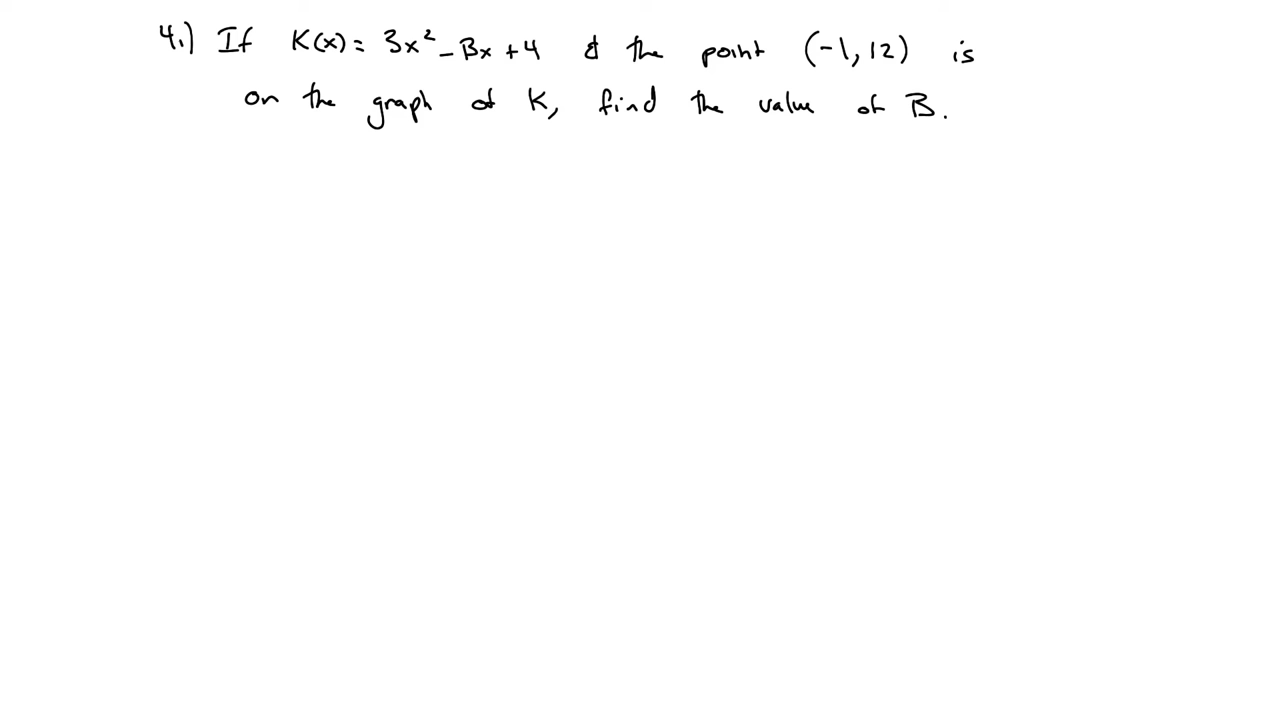 4.) If K(x) = 3x² - Bx + 4 & the point (-1, 12) is
on the graph of K, find the value of B.